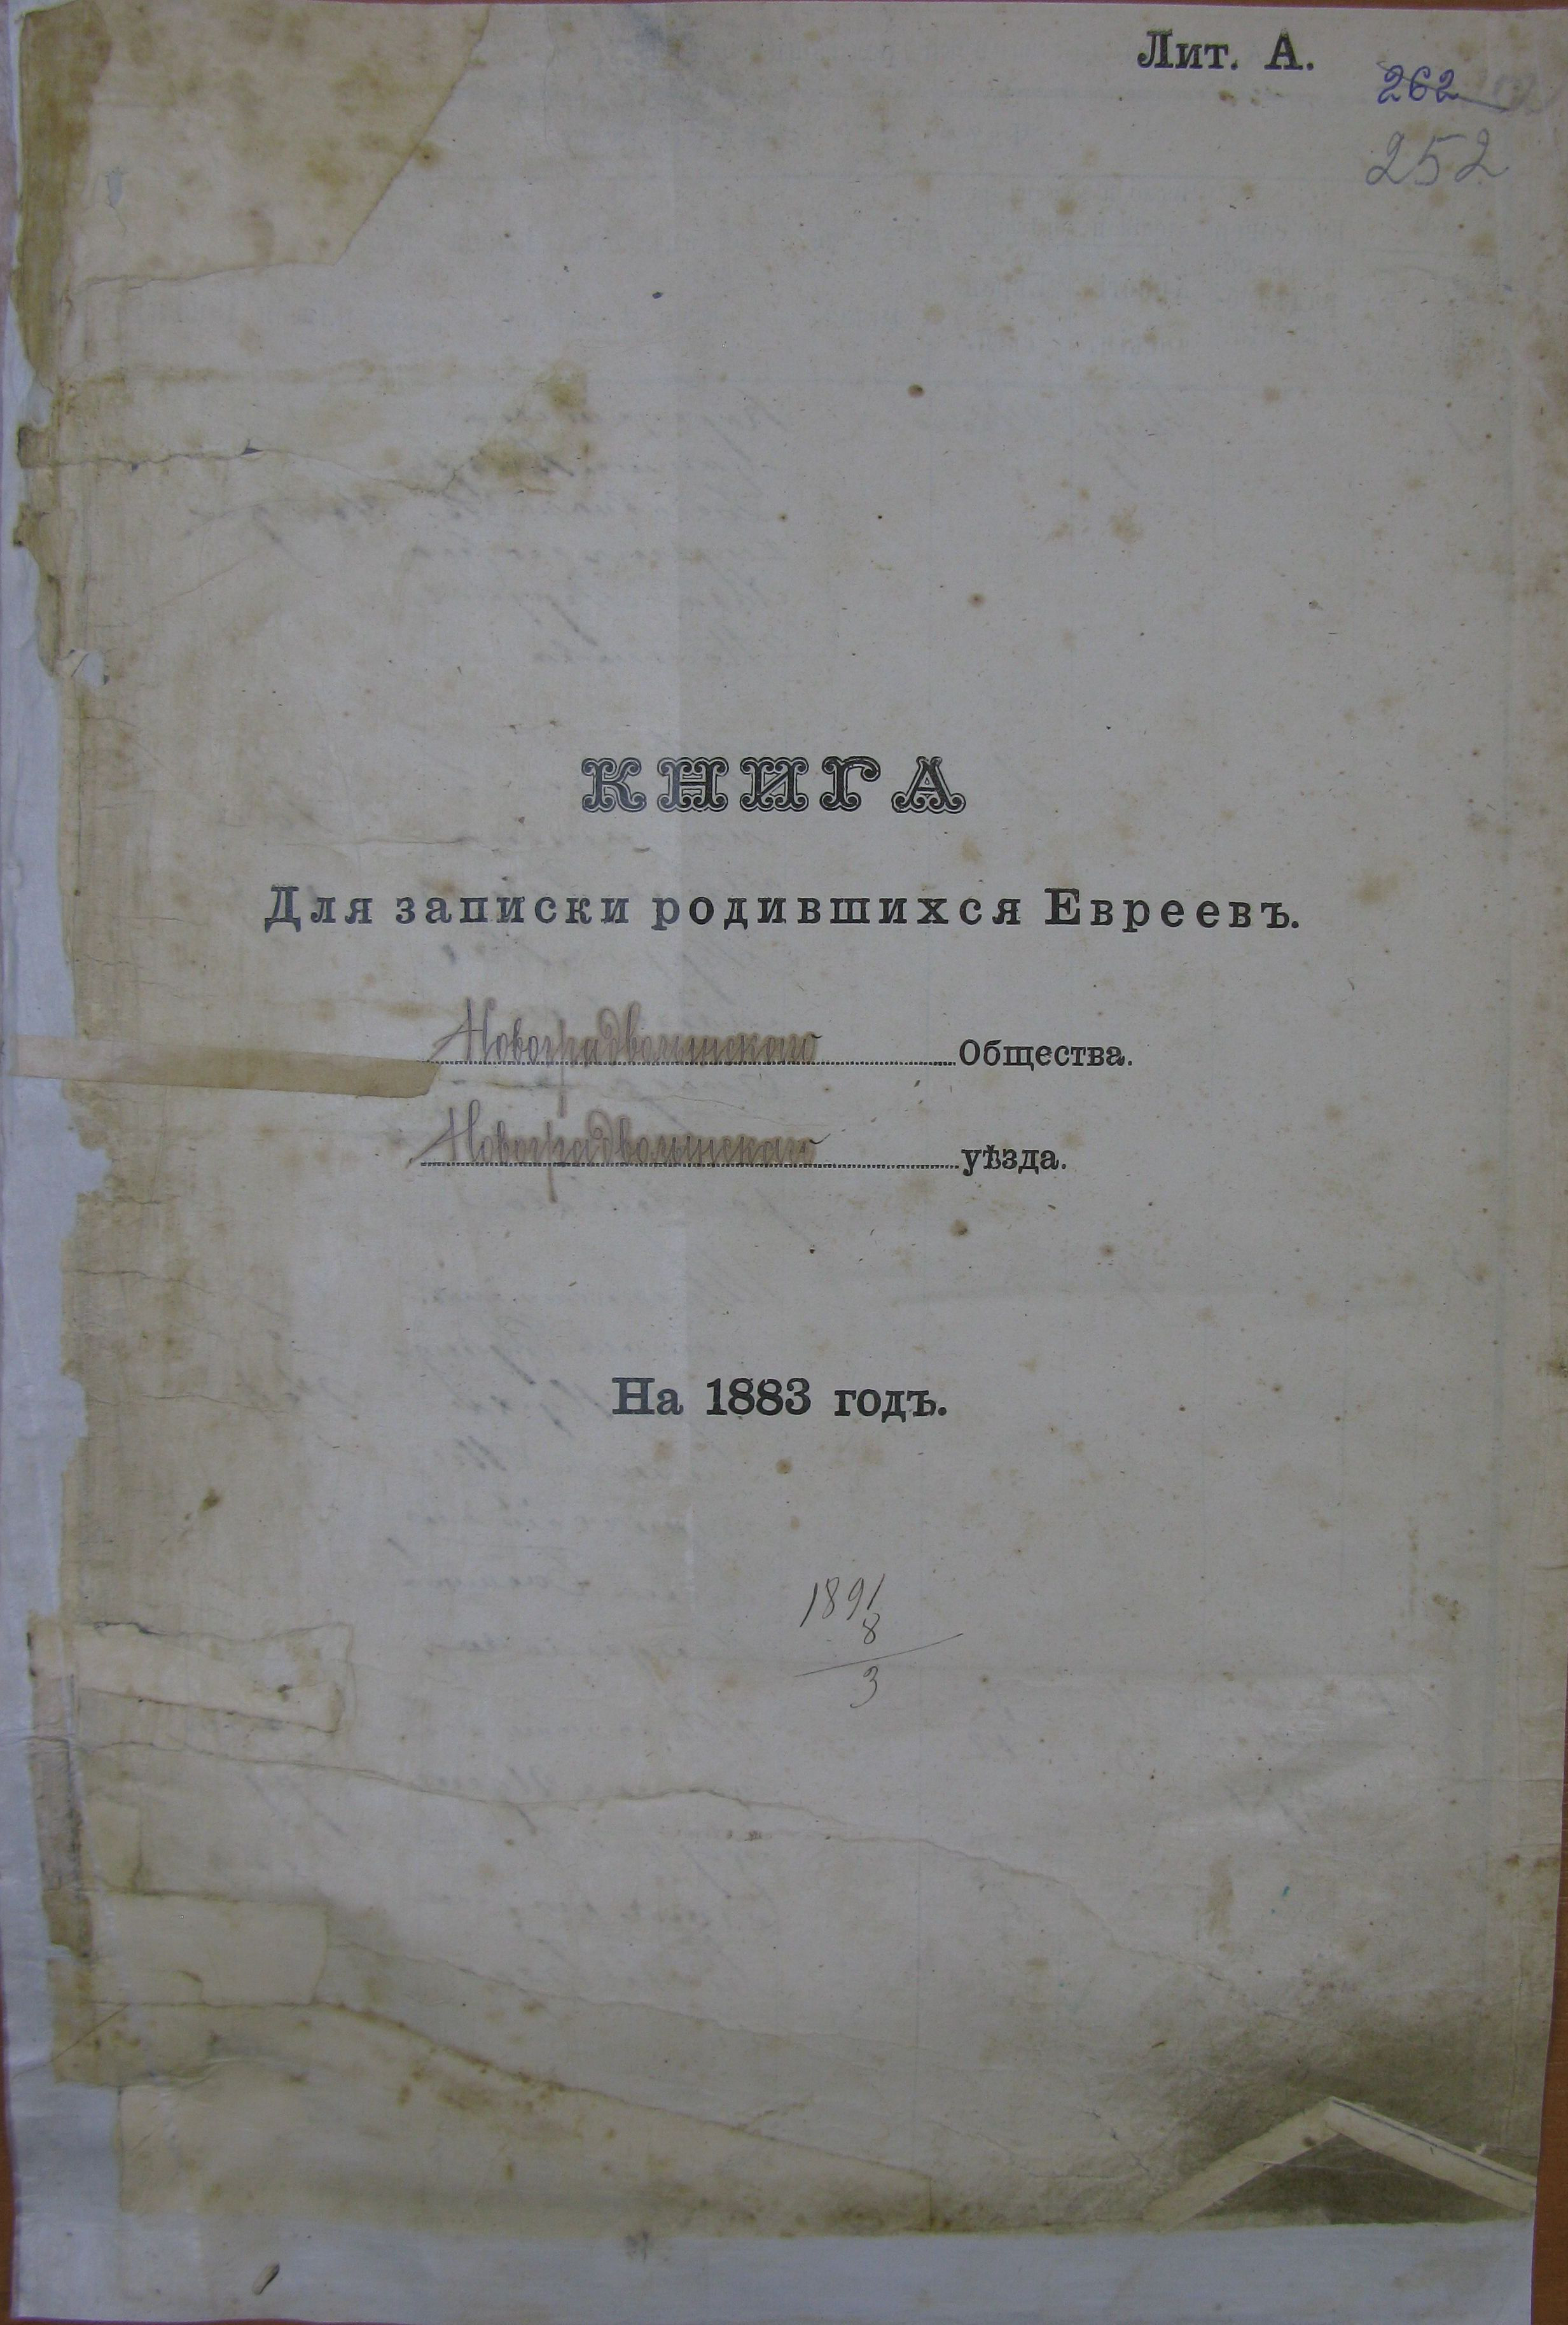 Лит. А.
262
252
КНИГА
Для записки родившихся Евреевъ.
Новоградволынскаго Общества.
Новоградволынскаго уѣзда.
На 1883 годъ.
1891
8
3